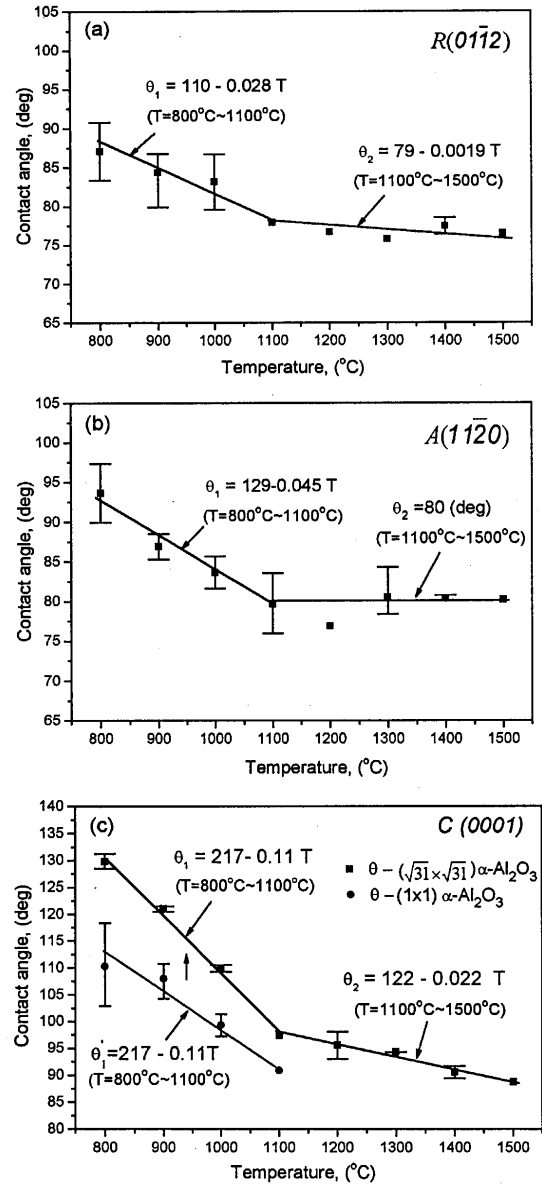 (a)
R(011̅2)
θ₁ = 110 - 0.028 T
(T=800°C~1100°C)
θ₂ = 79 - 0.0019 T
(T=1100°C~1500°C)
Contact angle, (deg)
105
100
95
90
85
80
75
70
65
800 900 1000 1100 1200 1300 1400 1500
Temperature, (°C)
(b)
A(112̅0)
θ₁ = 129-0.045 T
(T=800°C~1100°C)
θ₂ =80 (deg)
(T=1100°C~1500°C)
Contact angle, (deg)
105
100
95
90
85
80
75
70
65
800 900 1000 1100 1200 1300 1400 1500
Temperature, (°C)
(c)
C (0001)
θ₁ = 217- 0.11 T
(T=800°C~1100°C)
θ – (√31×√31) α-Al₂O₃
θ – (1x1) α-Al₂O₃
θ₂ = 122 - 0.022 T
(T=1100°C~1500°C)
θ₁'=217 - 0.11T
(T=800°C~1100°C)
Contact angle, (deg)
140
135
130
125
120
115
110
105
100
95
90
85
80
800 900 1000 1100 1200 1300 1400 1500
Temperature, (°C)